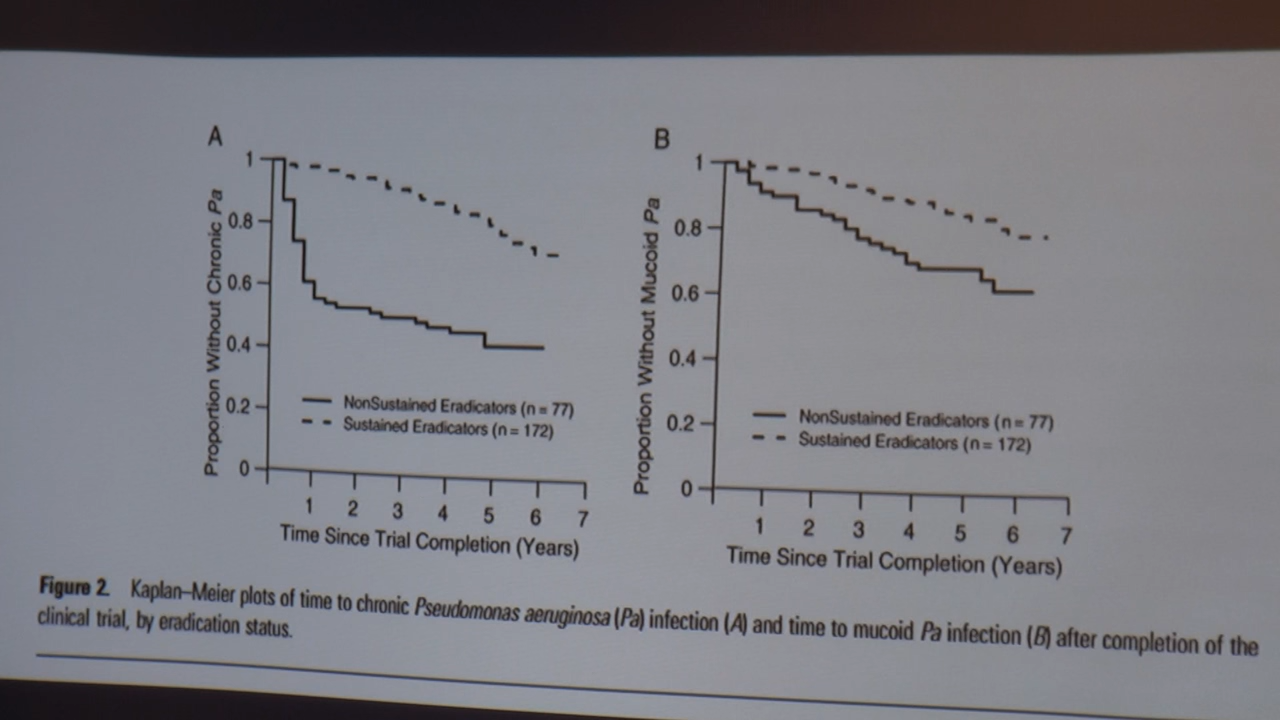 A
Proportion Without Chronic Pa
1
0.8
0.6
0.4
0.2
0
NonSustained Eradicators (n = 77)
Sustained Eradicators (n = 172)
1 2 3 4 5 6 7
Time Since Trial Completion (Years)
B
Proportion Without Mucoid Pa
1
0.8
0.6
0.4
0.2
0
NonSustained Eradicators (n = 77)
Sustained Eradicators (n = 172)
1 2 3 4 5 6 7
Time Since Trial Completion (Years)
Figure 2. Kaplan–Meier plots of time to chronic Pseudomonas aeruginosa (Pa) infection (A) and time to mucoid Pa infection (B) after completion of the
clinical trial, by eradication status.